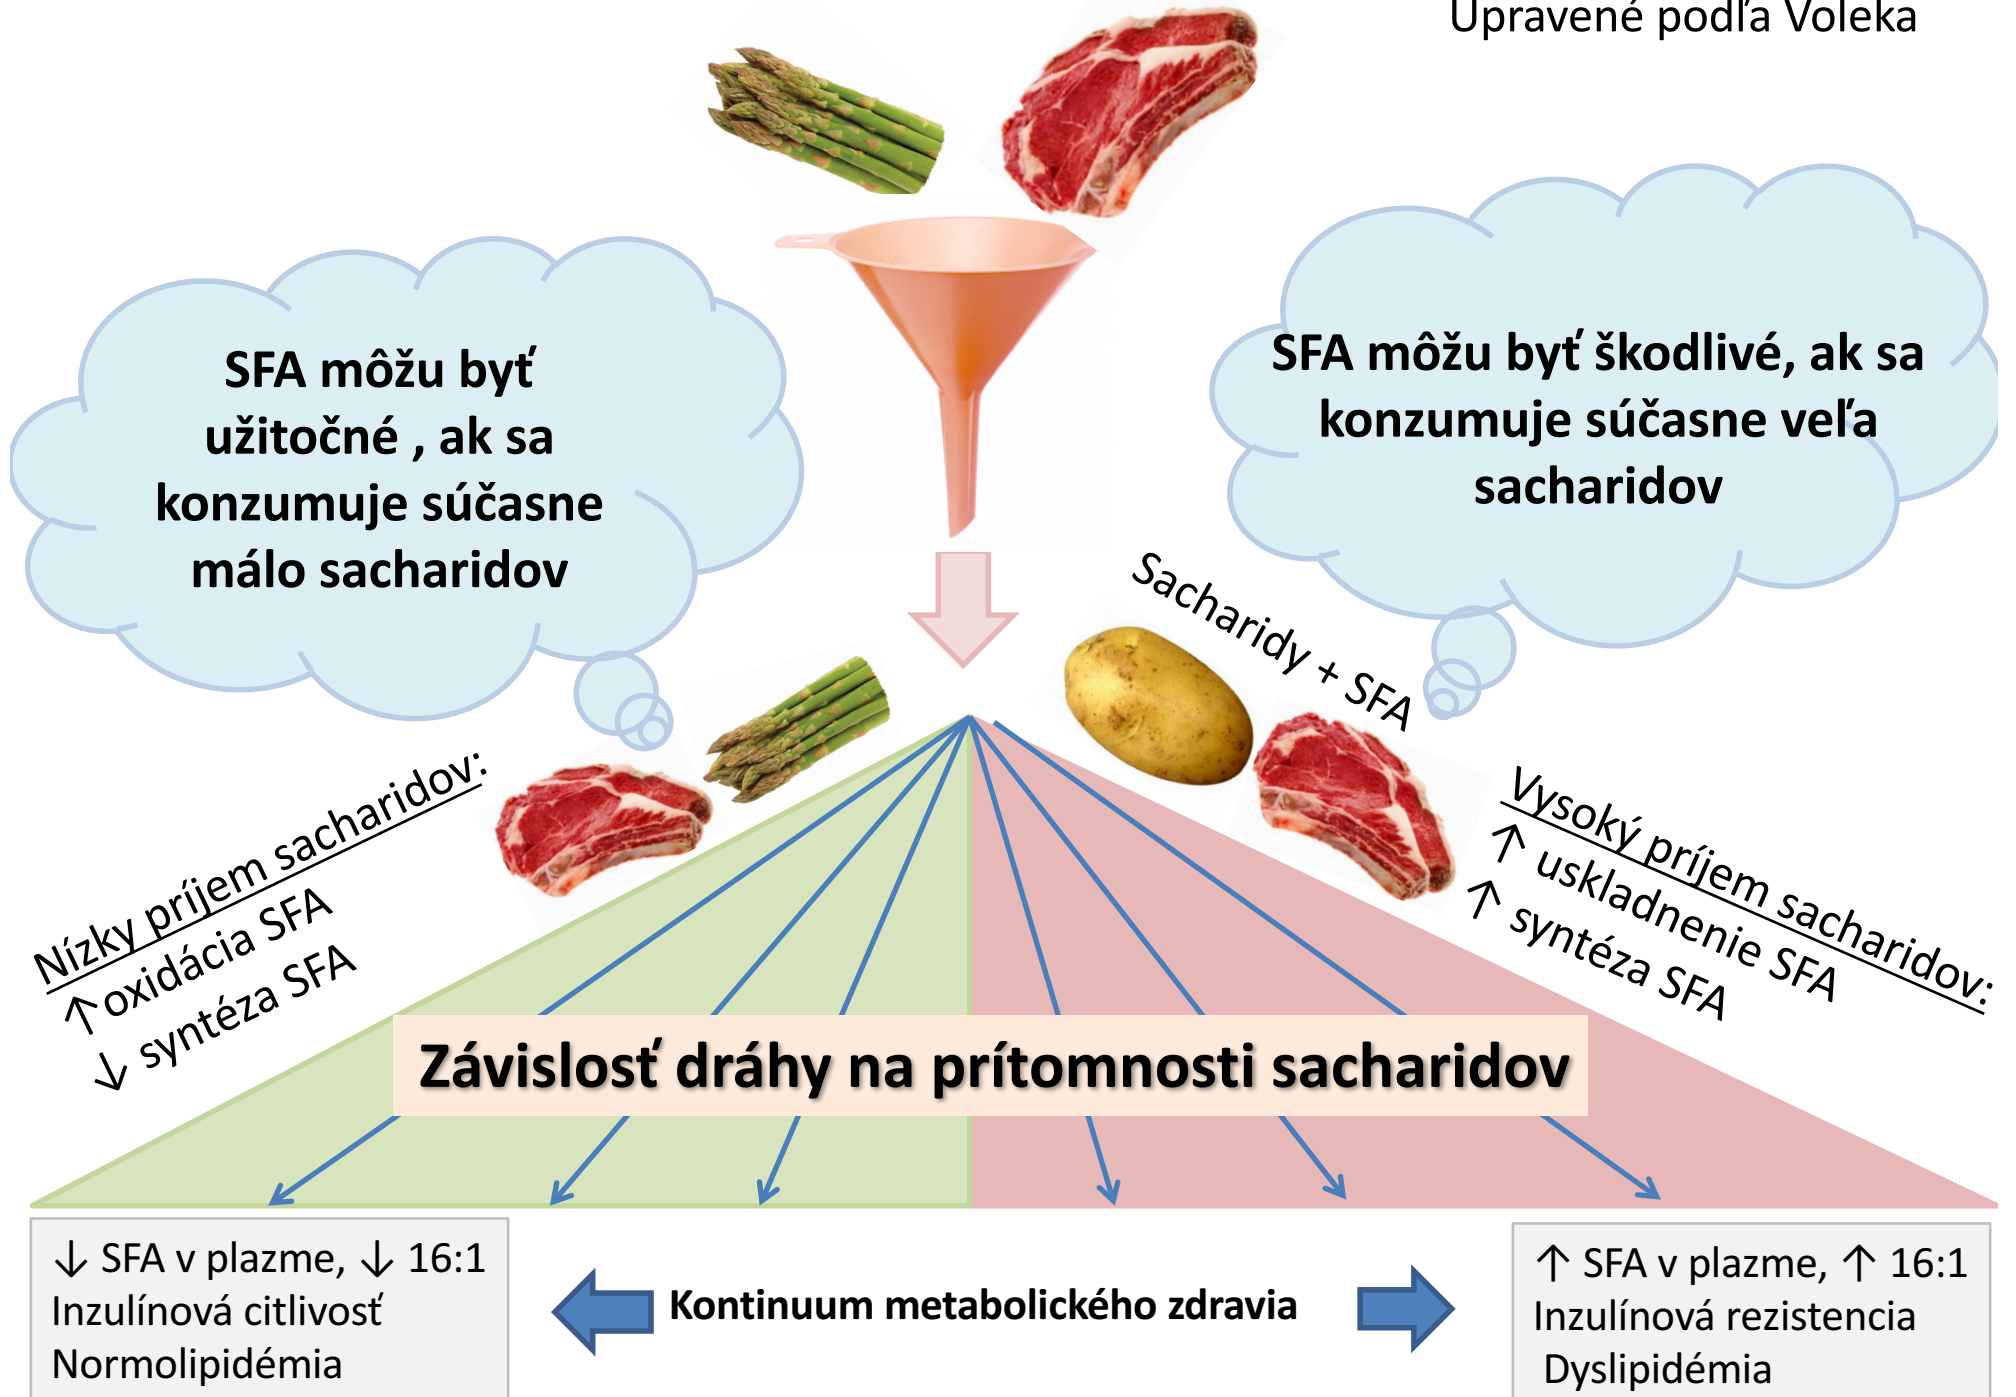 Upravené podľa Voleka
SFA môžu byť
užitočné , ak sa
konzumuje súčasne
málo sacharidov
SFA môžu byť škodlivé, ak sa
konzumuje súčasne veľa
sacharidov
Sacharidy + SFA
Nízky príjem sacharidov:
↑oxidácia SFA
↓ syntéza SFA
Vysoký príjem sacharidov:
↑ uskladnenie SFA
↑ syntéza SFA
Závislosť dráhy na prítomnosti sacharidov
↓ SFA v plazme, ↓ 16:1
Inzulínová citlivosť
Normolipidémia
Kontinuum metabolického zdravia
↑ SFA v plazme, ↑ 16:1
Inzulínová rezistencia
Dyslipidémia